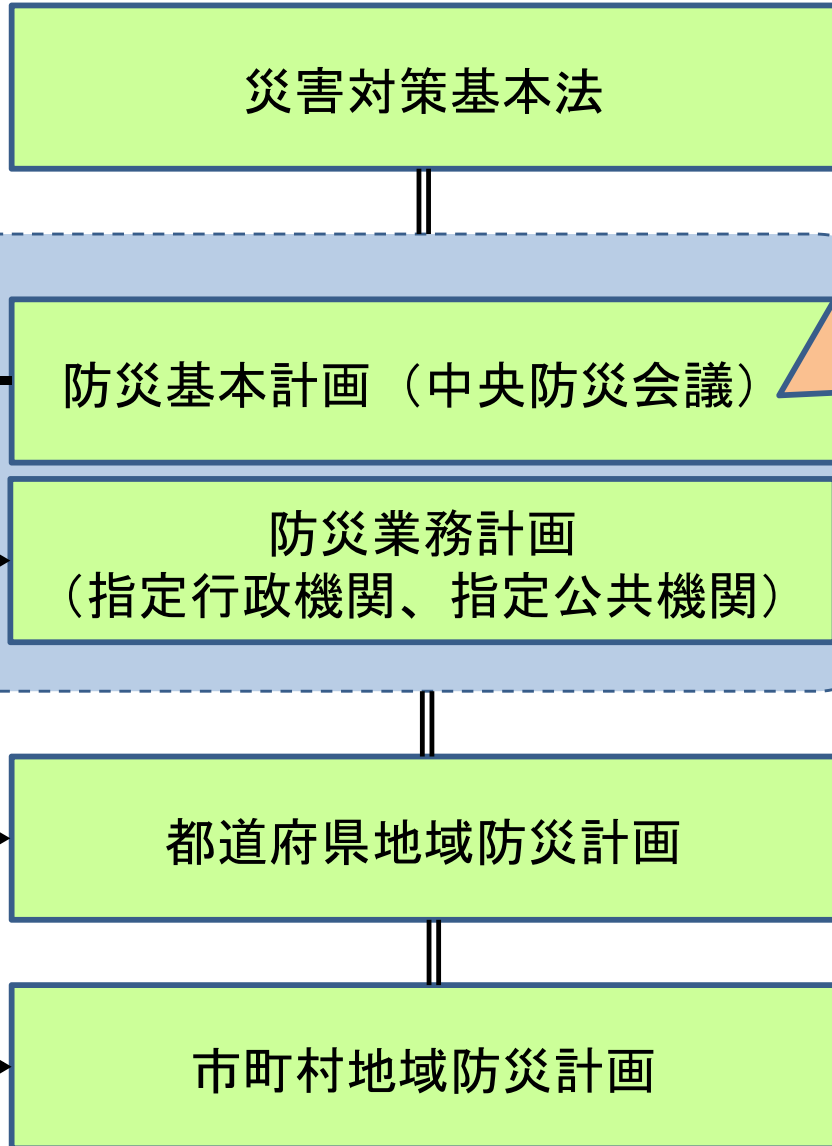 災害対策基本法
防災基本計画（中央防災会議）
防災業務計画
（指定行政機関、指定公共機関）
都道府県地域防災計画
市町村地域防災計画